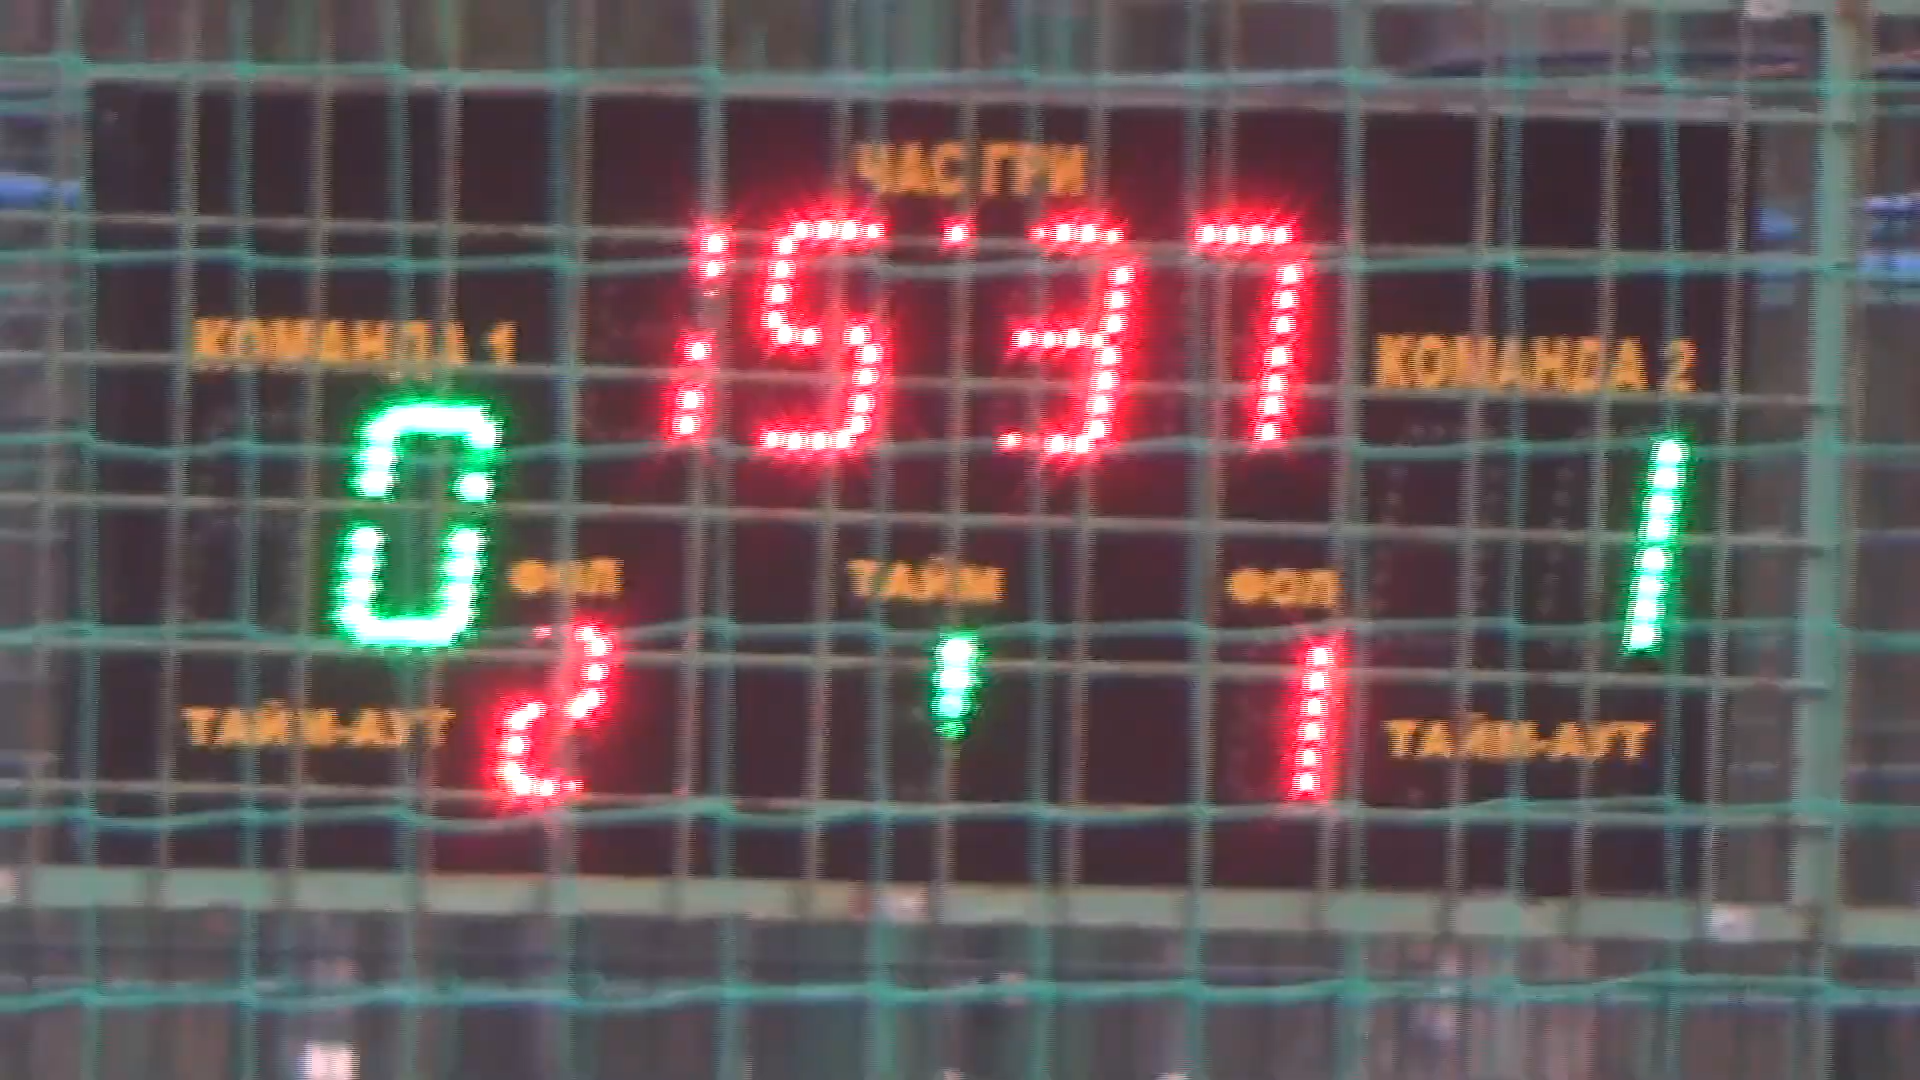 ЧАС ГРИ
15:37
КОМАНДА 1
КОМАНДА 2
0
1
ФОЛ
ТАЙМ
ФОЛ
2
1
1
ТАЙМ-АУТ
ТАЙМ-АУТ